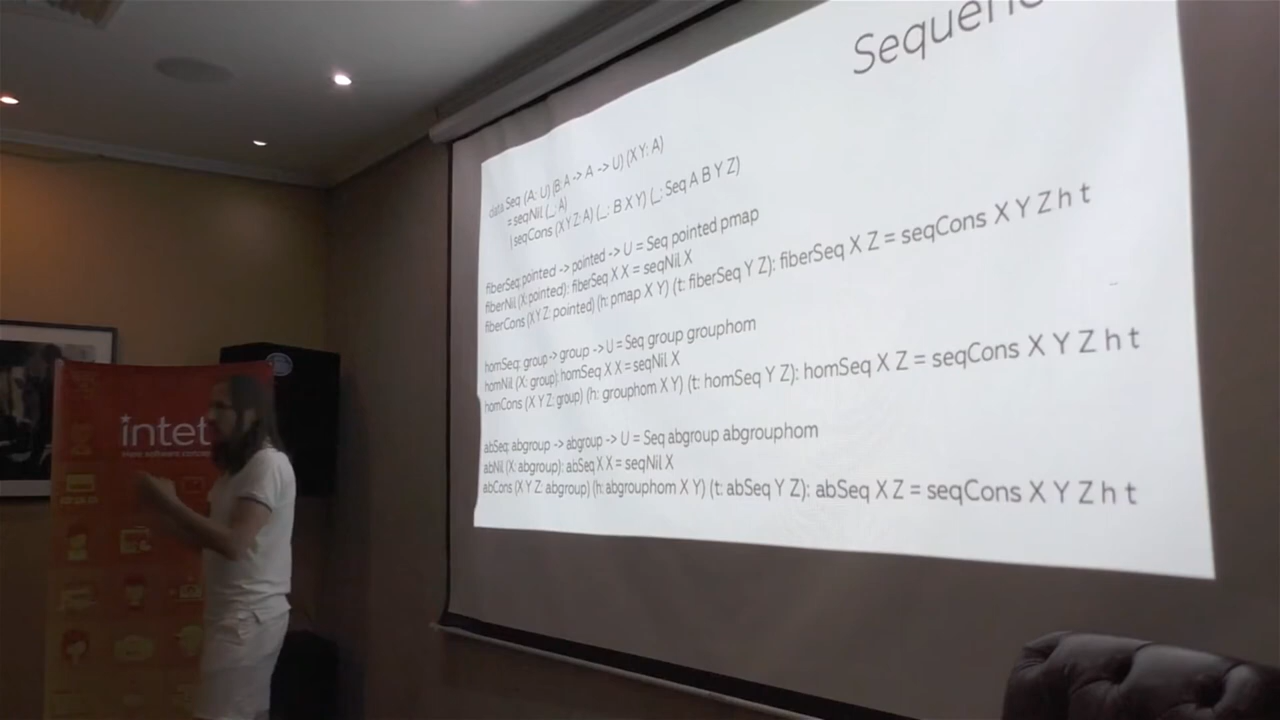 data Seq (A: U) (B: A -> A -> U) (X Y: A)
= seqNil (_: A)
| seqCons (X Y Z: A) (_: B X Y) (_: Seq A B Y Z)
fiberSeq: pointed -> pointed -> U = Seq pointed pmap
fiberNil (X: pointed): fiberSeq X X = seqNil X
fiberCons (X Y Z: pointed) (h: pmap X Y) (t: fiberSeq Y Z): fiberSeq X Z = seqCons X Y Z h t
homSeq: group -> group -> U = Seq group grouphom
homNil (X: group): homSeq X X = seqNil X
homCons (X Y Z: group) (h: grouphom X Y) (t: homSeq Y Z): homSeq X Z = seqCons X Y Z h t
abSeq: abgroup -> abgroup -> U = Seq abgroup abgrouphom
abNil (X: abgroup): abSeq X X = seqNil X
abCons (X Y Z: abgroup) (h: abgrouphom X Y) (t: abSeq Y Z): abSeq X Z = seqCons X Y Z h t